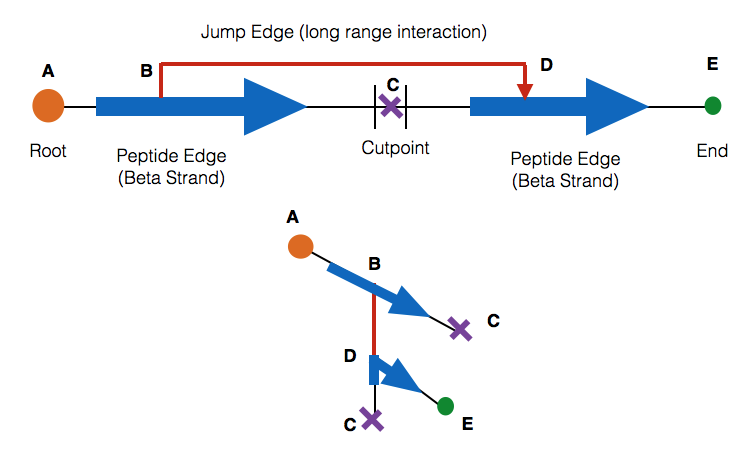 Jump Edge (long range interaction)
A
B
C
D
E
Root
Peptide Edge
(Beta Strand)
Cutpoint
Peptide Edge
(Beta Strand)
End
A
B
C
D
C
E